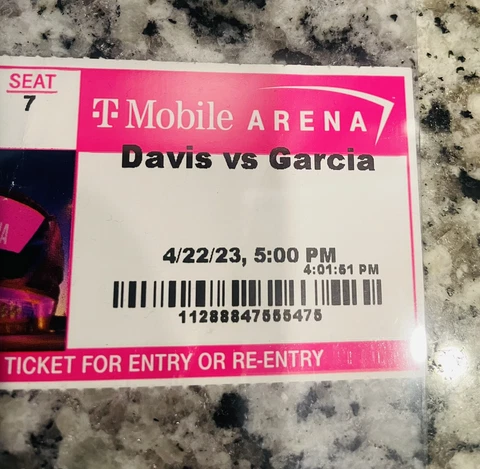 SEAT
7
T Mobile ARENA
Davis vs Garcia
4/22/23, 5:00 PM
4:01:51 PM
11288847555475
TICKET FOR ENTRY OR RE-ENTRY